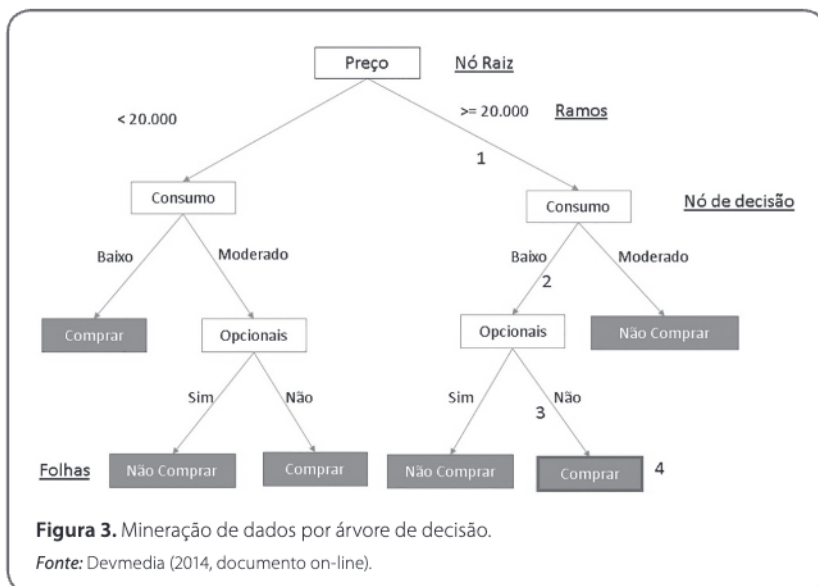 Preço Nó Raiz
< 20.000 >= 20.000 Ramos
1
Consumo Consumo Nó de decisão
Baixo Moderado Baixo Moderado
2
Comprar Opcionais Opcionais Não Comprar
Sim Não Sim Não
3
Folhas Não Comprar Comprar Não Comprar Comprar 4
Figura 3. Mineração de dados por árvore de decisão.
Fonte: Devmedia (2014, documento on-line).